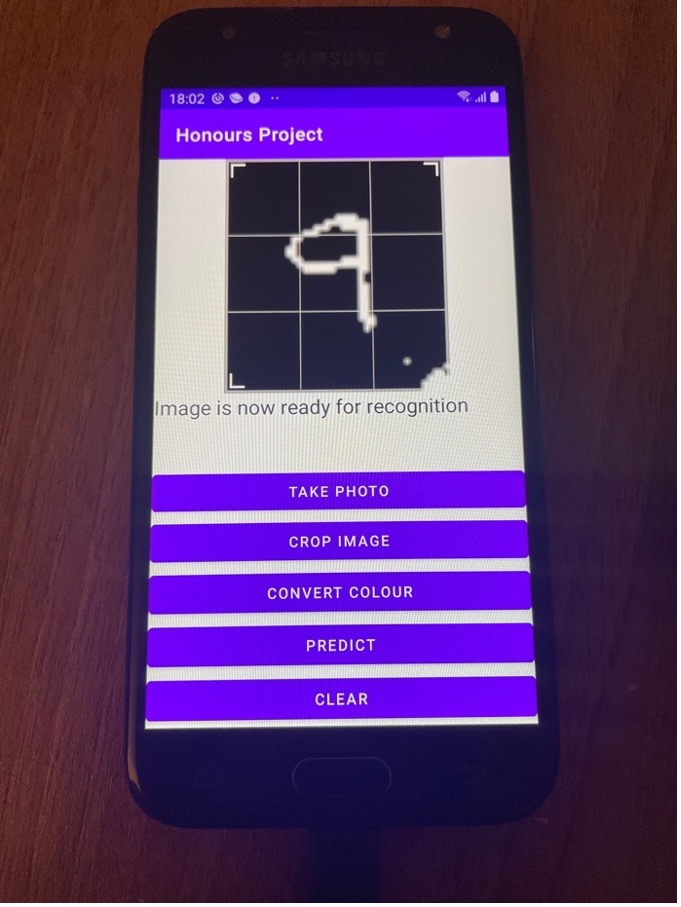 SAMSUNG
18:02
Honours Project
9
Image is now ready for recognition
TAKE PHOTO
CROP IMAGE
CONVERT COLOUR
PREDICT
CLEAR